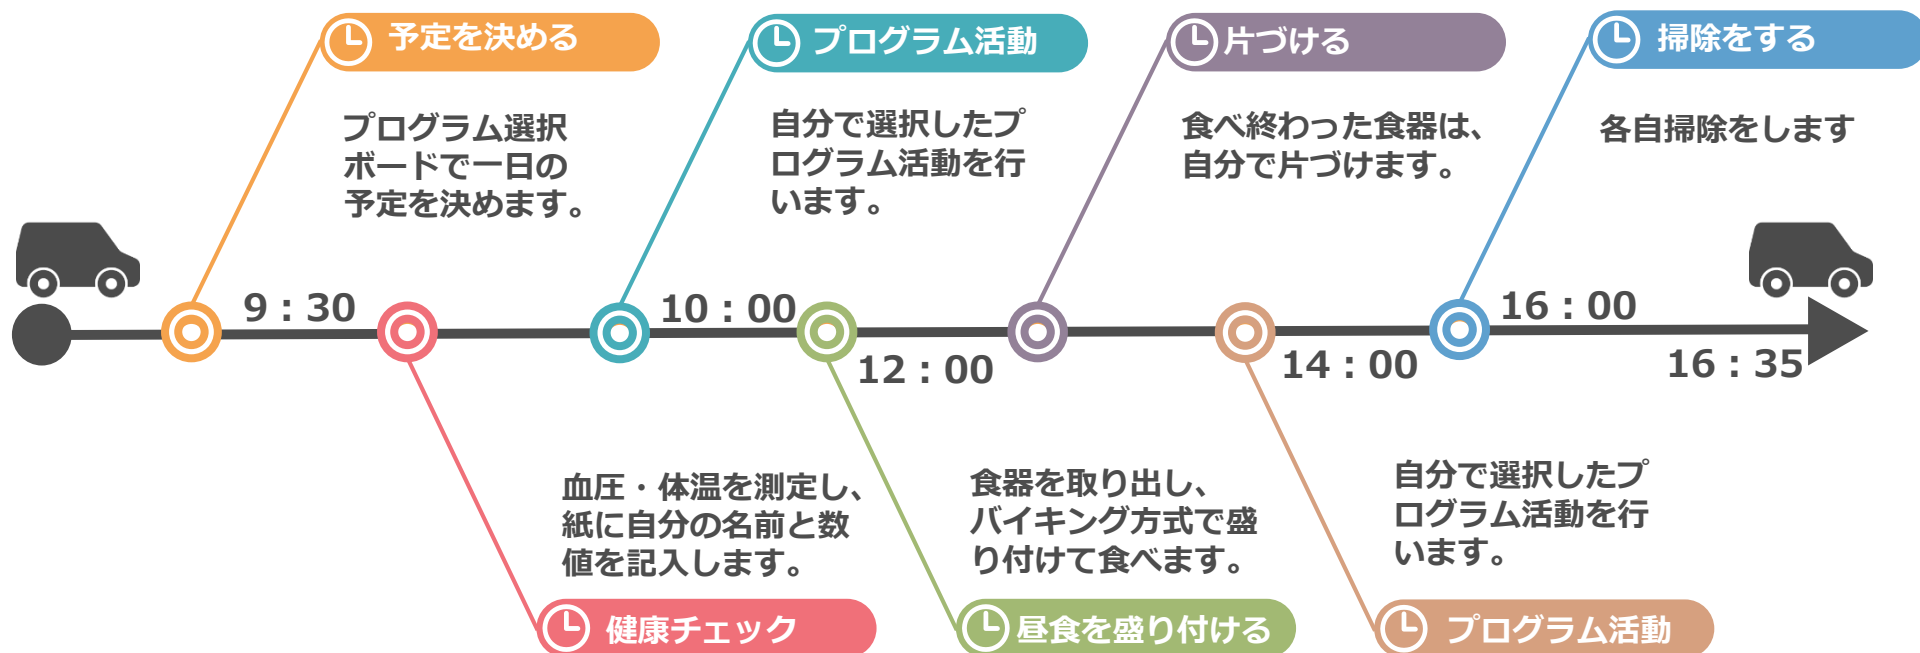 予定を決める
プログラム選択
ボードで一日の
予定を決めます。
プログラム活動
自分で選択したプ
ログラム活動を行
います。
片づける
食べ終わった食器は、
自分で片づけます。
掃除をする
各自掃除をします
9：30
10：00
12：00
14：00
16：00
16：35
血圧・体温を測定し、
紙に自分の名前と数
値を記入します。
健康チェック
食器を取り出し、
バイキング方式で盛
り付けて食べます。
昼食を盛り付ける
自分で選択したプ
ログラム活動を行
います。
プログラム活動